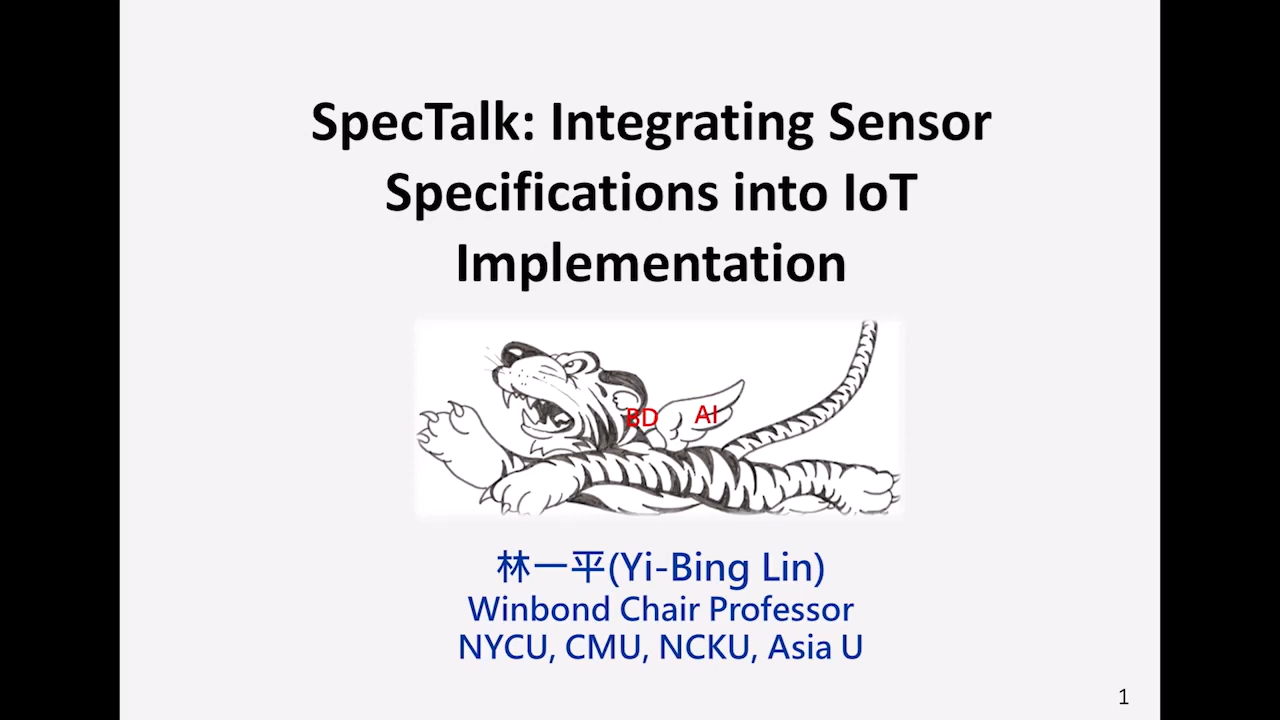 SpecTalk: Integrating Sensor
Specifications into IoT
Implementation
BD AI
林一平(Yi-Bing Lin)
Winbond Chair Professor
NYCU, CMU, NCKU, Asia U
1